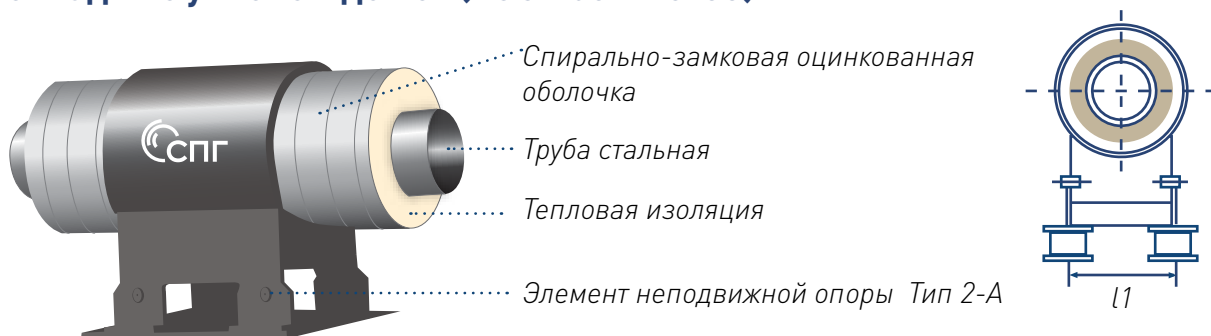 Спирально-замковая оцинкованная
оболочка
СПГ
Труба стальная
Тепловая изоляция
Элемент неподвижной опоры Тип 2-А
l1